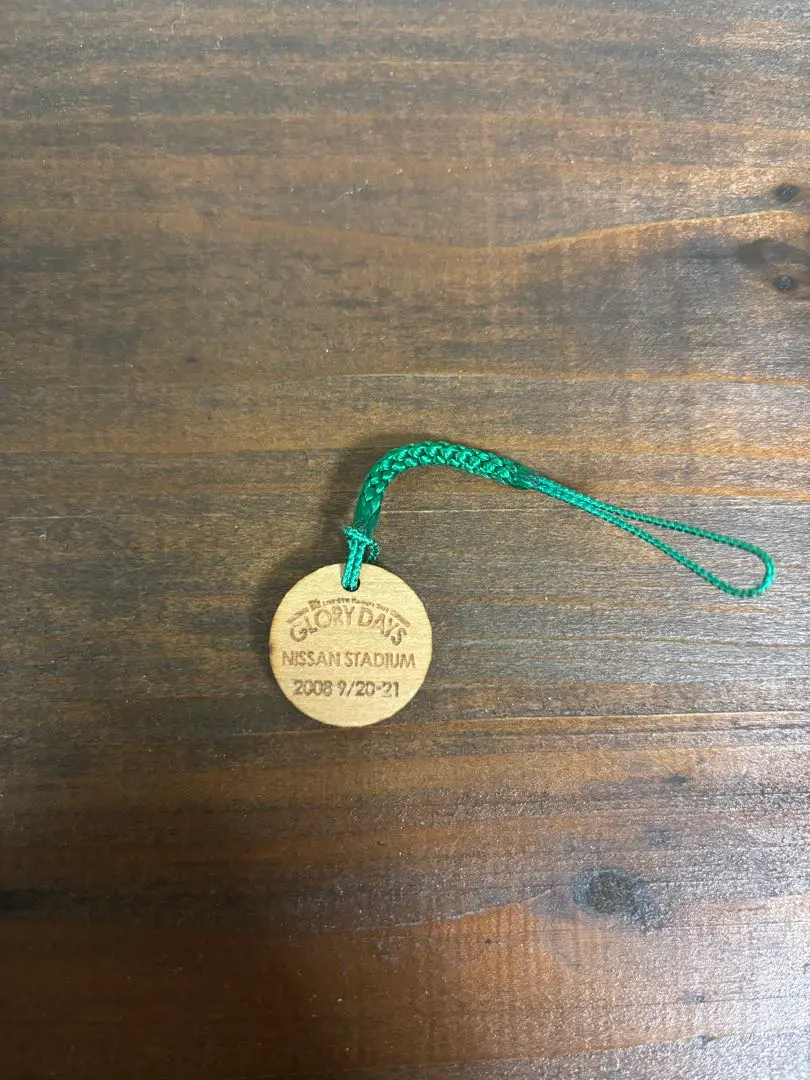 GLORY DAYS
NISSAN STADIUM
2008 9/20-21